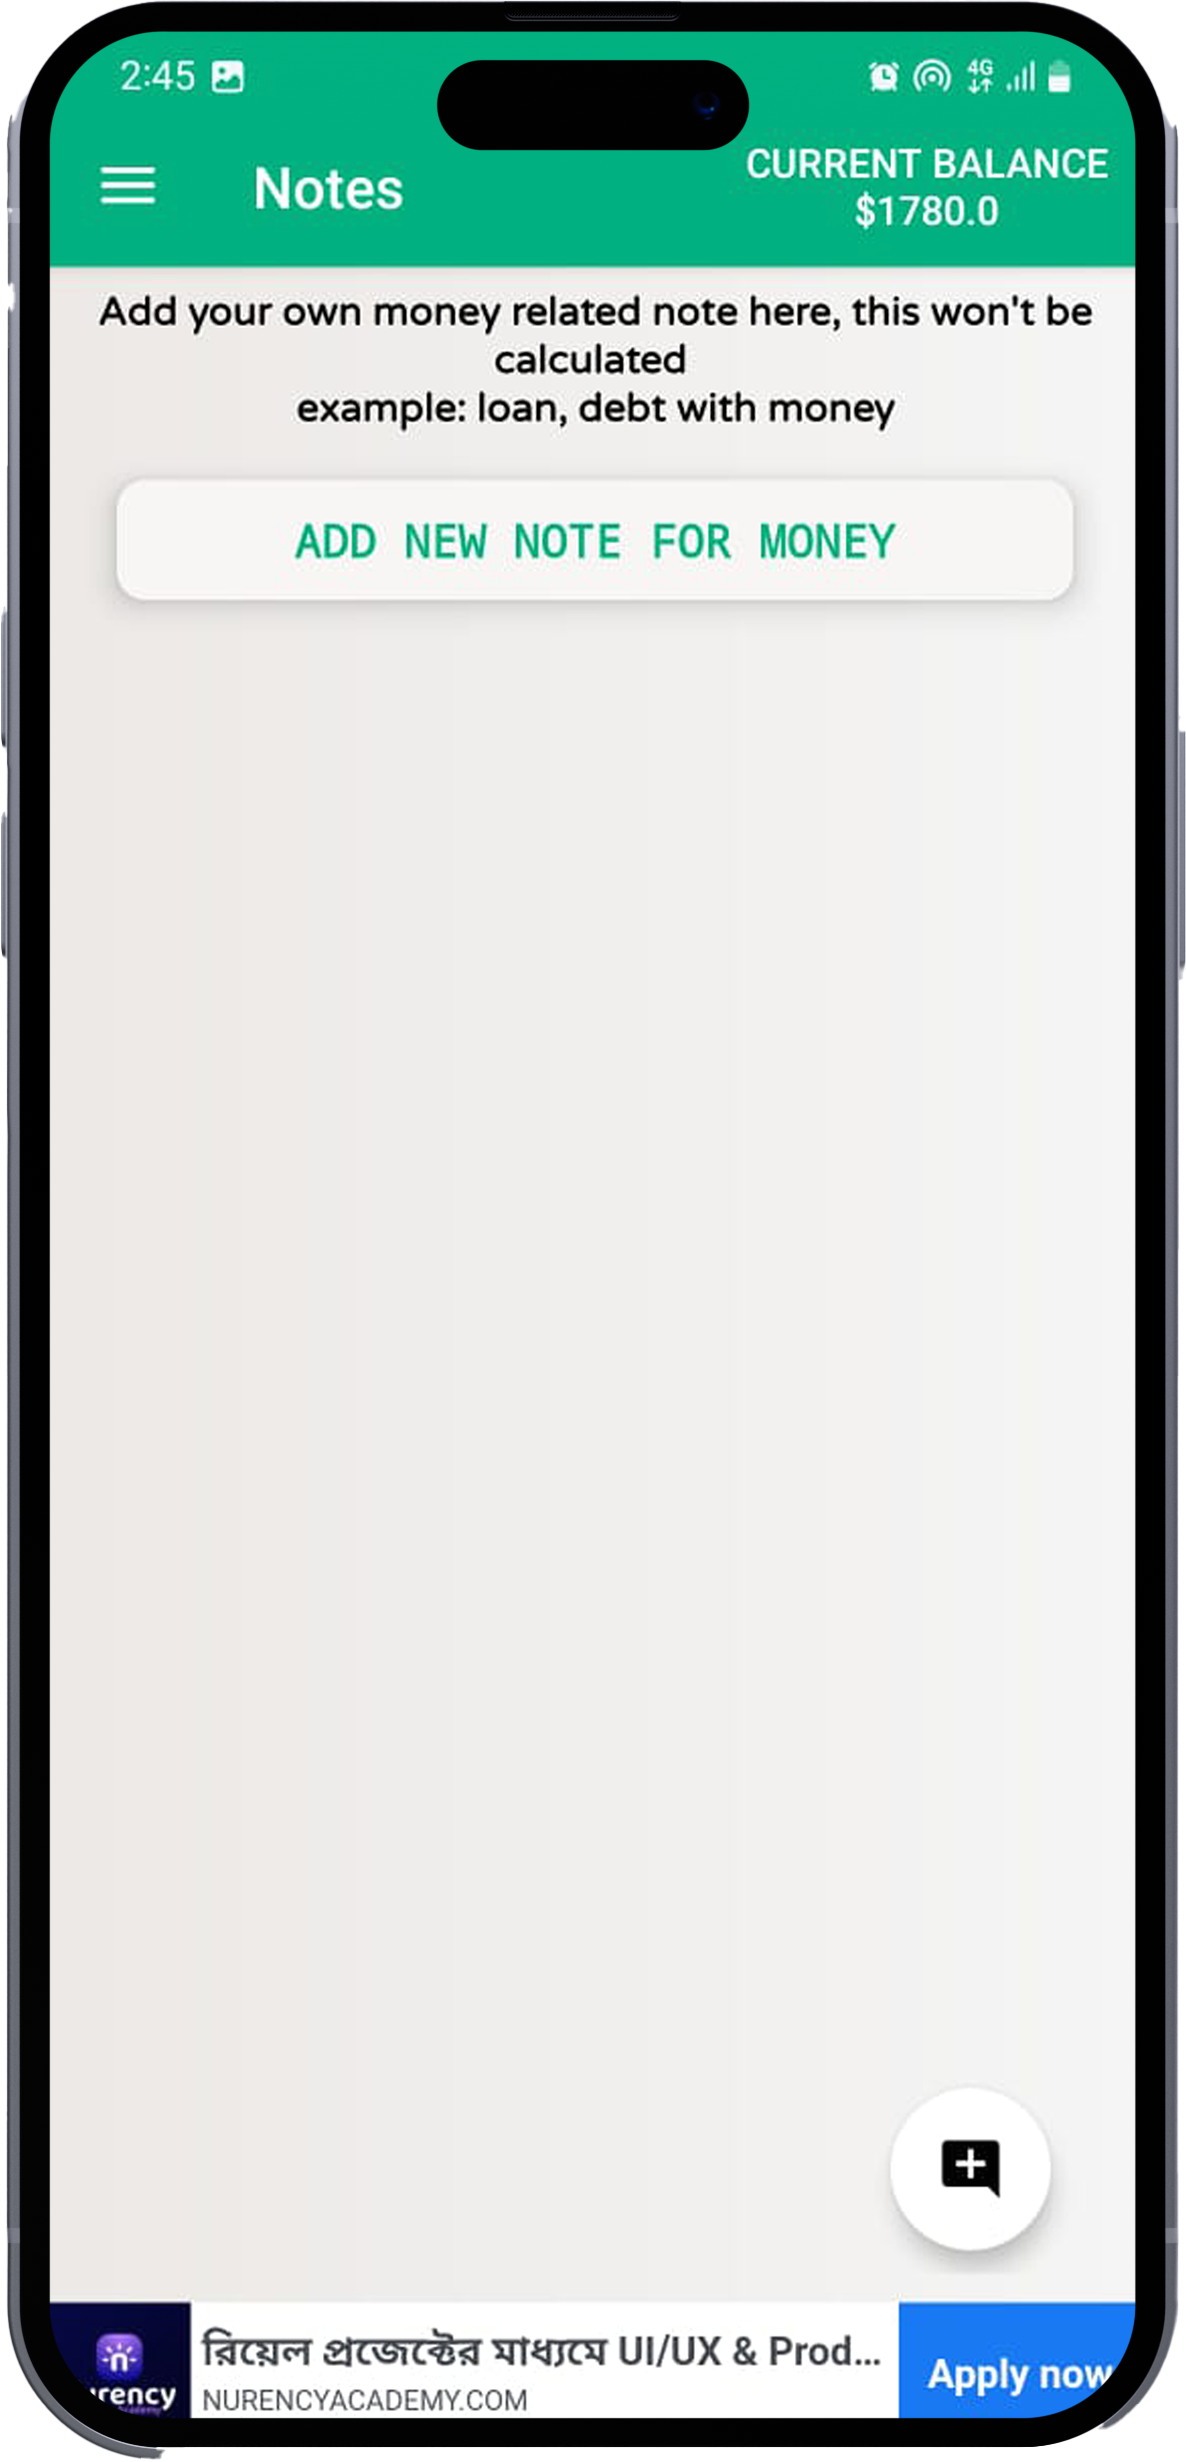 2:45
4G
Notes
CURRENT BALANCE
$1780.0
Add your own money related note here, this won't be
calculated
example: loan, debt with money
ADD NEW NOTE FOR MONEY
রিয়েল প্রজেক্টের মাধ্যমে UI/UX & Prod...
NURENCYACADEMY.COM
Apply now